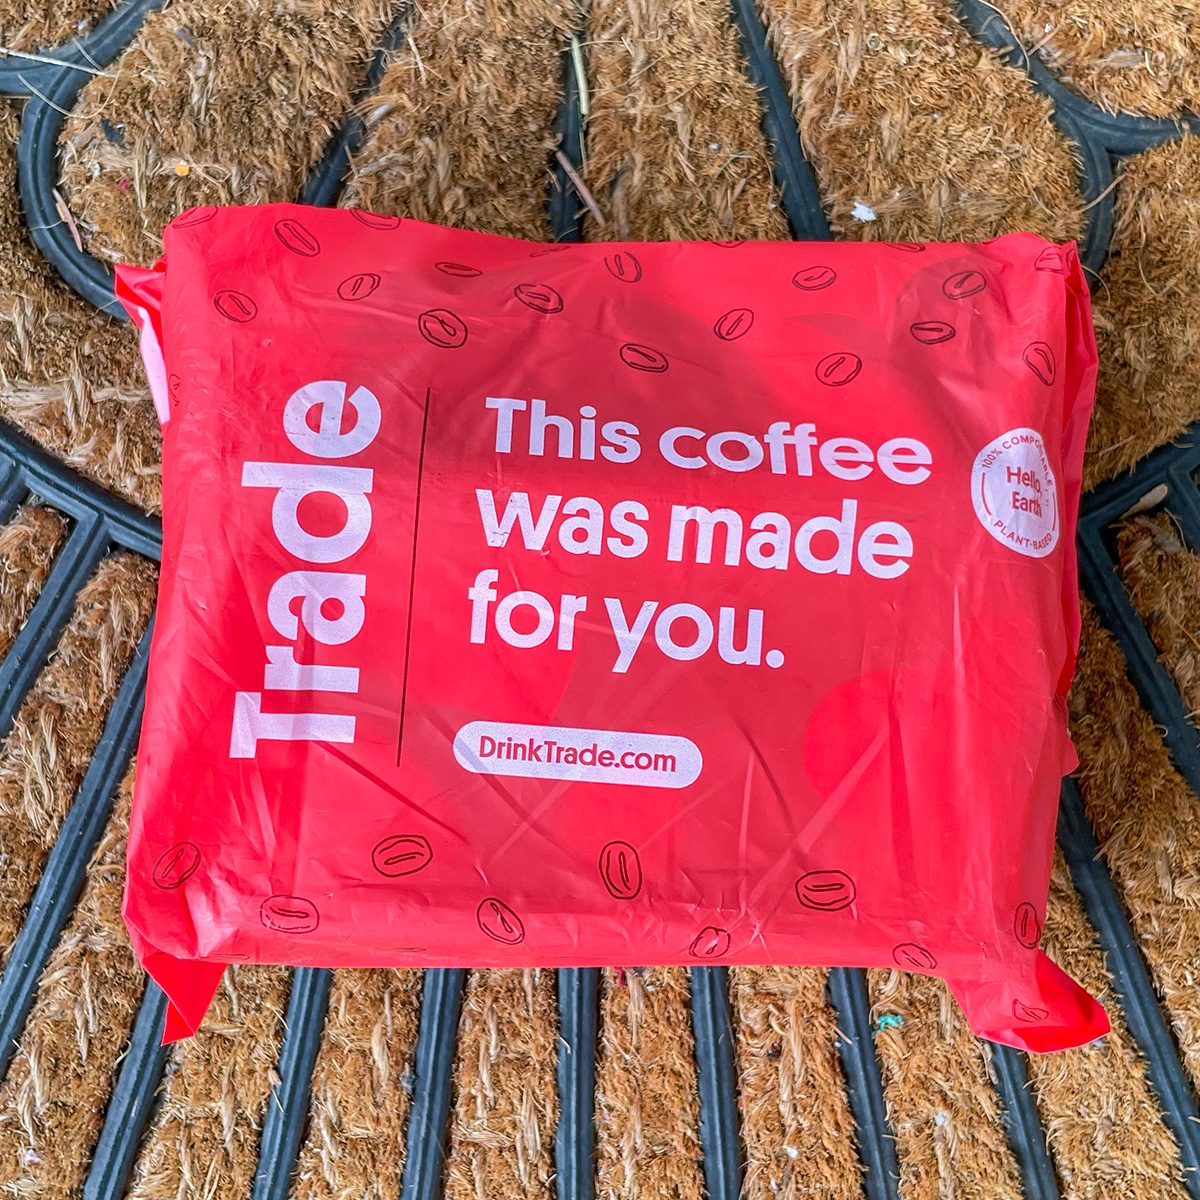 Trade
This coffee
was made
for you.
DrinkTrade.com
100% COMPOSTABLE
Hello,
Earth
PLANT-BASED